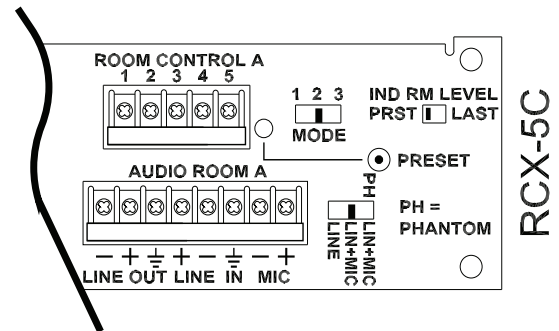 ROOM CONTROL A
1 2 3 4 5
1 2 3
MODE
IND RM LEVEL
PRST LAST
PRESET
AUDIO ROOM A
− + ⏚ + − ⏚ − +
LINE OUT LINE IN MIC
LINE
LIN+MIC
LIN+MIC PH
PH =
PHANTOM
RCX-5C